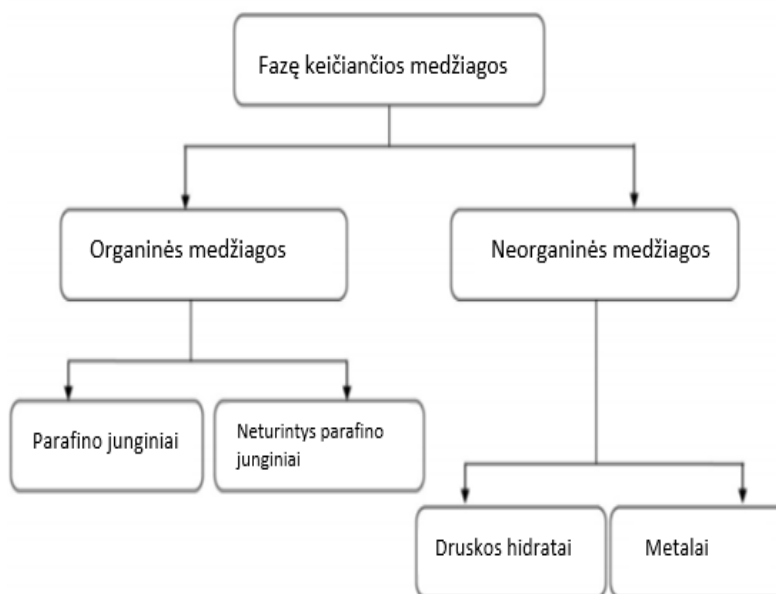 Fazę keičiančios medžiagos
Organinės medžiagos
Neorganinės medžiagos
Parafino junginiai
Neturintys parafino
junginiai
Druskos hidratai
Metalai